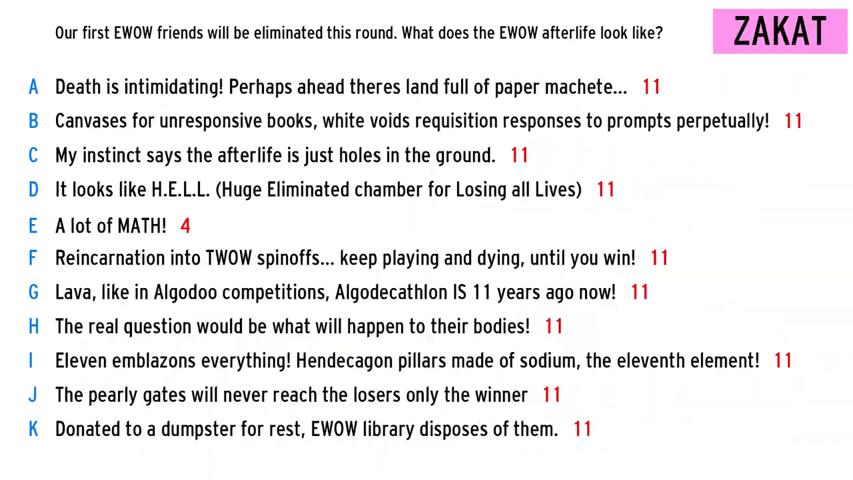 Our first EWOW friends will be eliminated this round. What does the EWOW afterlife look like?
ZAKAT
A Death is intimidating! Perhaps ahead theres land full of paper machete... 11
B Canvases for unresponsive books, white voids requisition responses to prompts perpetually! 11
C My instinct says the afterlife is just holes in the ground. 11
D It looks like H.E.L.L. (Huge Eliminated chamber for Losing all Lives) 11
E A lot of MATH! 4
F Reincarnation into TWOW spinoffs... keep playing and dying, until you win! 11
G Lava, like in Algodoo competitions, Algodecathlon IS 11 years ago now! 11
H The real question would be what will happen to their bodies! 11
I Eleven emblazons everything! Hendecagon pillars made of sodium, the eleventh element! 11
J The pearly gates will never reach the losers only the winner 11
K Donated to a dumpster for rest, EWOW library disposes of them. 11